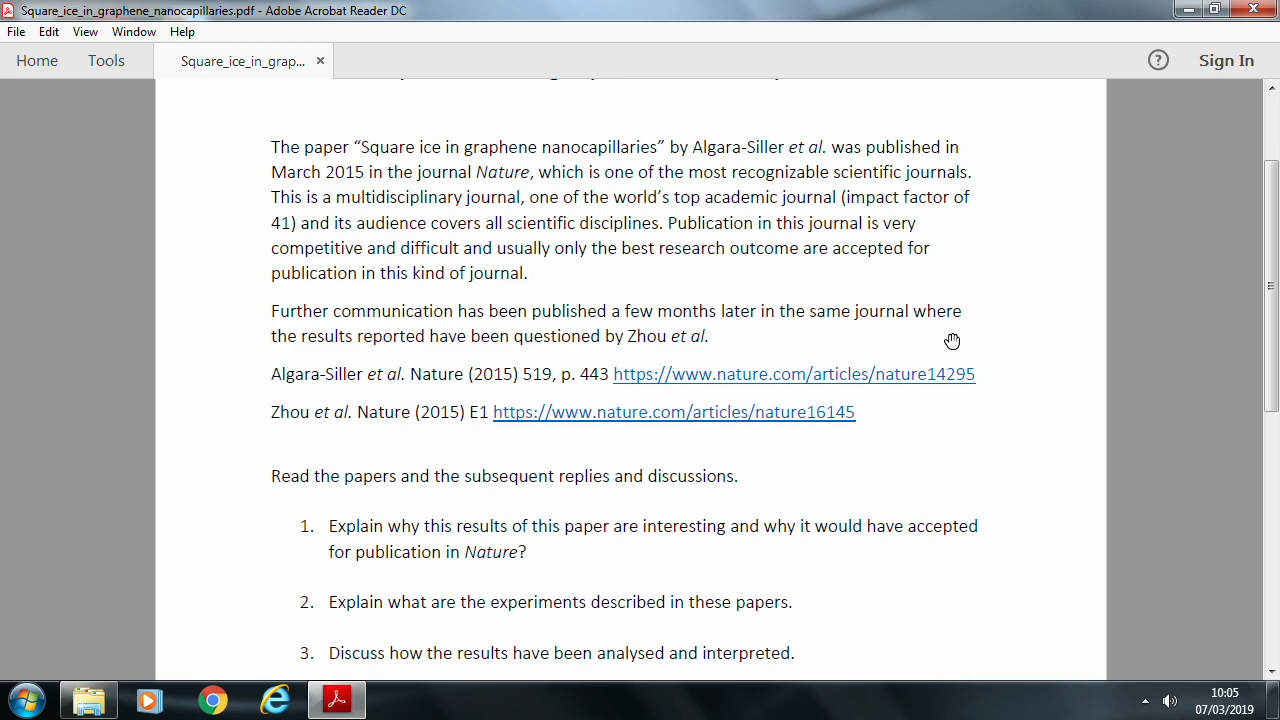 Square_ice_in_graphene_nanocapillaries.pdf - Adobe Acrobat Reader DC
File Edit View Window Help
Home Tools Square_ice_in_grap... × ? Sign In
The paper “Square ice in graphene nanocapillaries” by Algara-Siller et al. was published in
March 2015 in the journal Nature, which is one of the most recognizable scientific journals.
This is a multidisciplinary journal, one of the world’s top academic journal (impact factor of
41) and its audience covers all scientific disciplines. Publication in this journal is very
competitive and difficult and usually only the best research outcome are accepted for
publication in this kind of journal.
Further communication has been published a few months later in the same journal where
the results reported have been questioned by Zhou et al.
Algara-Siller et al. Nature (2015) 519, p. 443 https://www.nature.com/articles/nature14295
Zhou et al. Nature (2015) E1 https://www.nature.com/articles/nature16145
Read the papers and the subsequent replies and discussions.
1. Explain why this results of this paper are interesting and why it would have accepted
for publication in Nature?
2. Explain what are the experiments described in these papers.
3. Discuss how the results have been analysed and interpreted.
10:05
07/03/2019